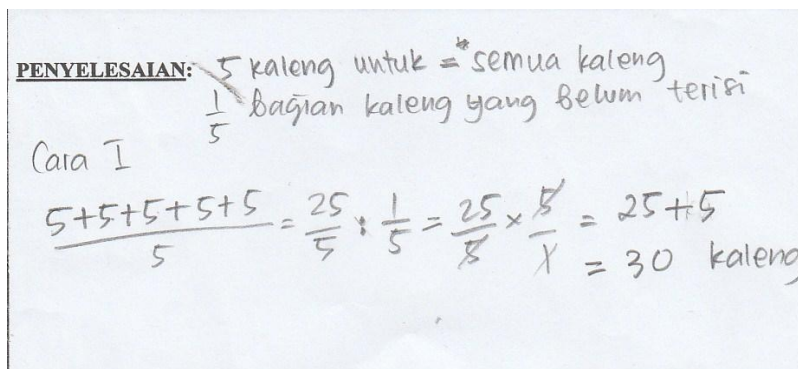 PENYELESAIAN: 5 kaleng untuk = semua kaleng
1/5 bagian kaleng yang belum terisi
Cara I
(5+5+5+5+5)/5 = 25/5 : 1/5 = 25/5 × 5/1 = 25+5
= 30 kaleng